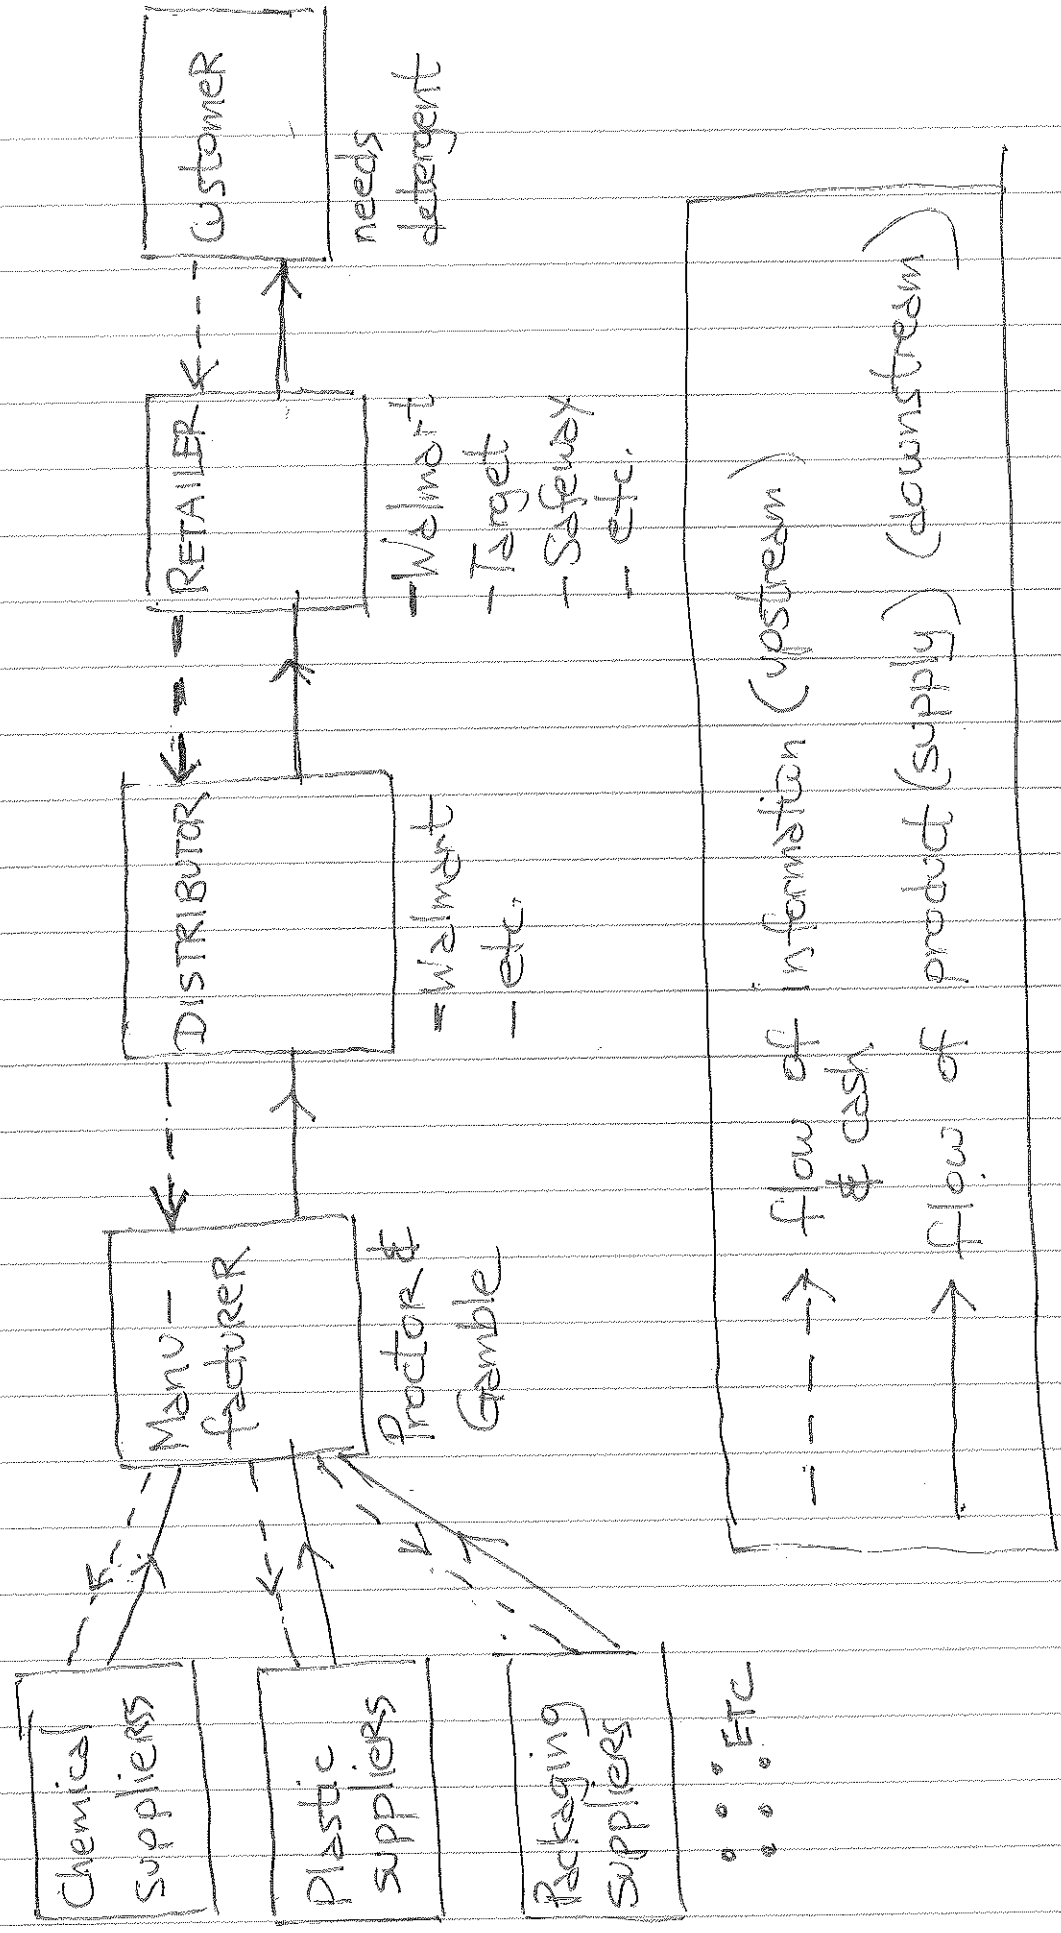 Chemical
suppliers
Plastic
suppliers
Packaging
suppliers
ETC
Manu-
facturer
Proctor &
Gamble
DISTRIBUTOR
- Walmart
- etc.
RETAILER
- Walmart
- Target
- Safeway
- etc.
Customer
needs
detergent
flow of information (upstream)
& cash
flow of product (supply) (downstream)